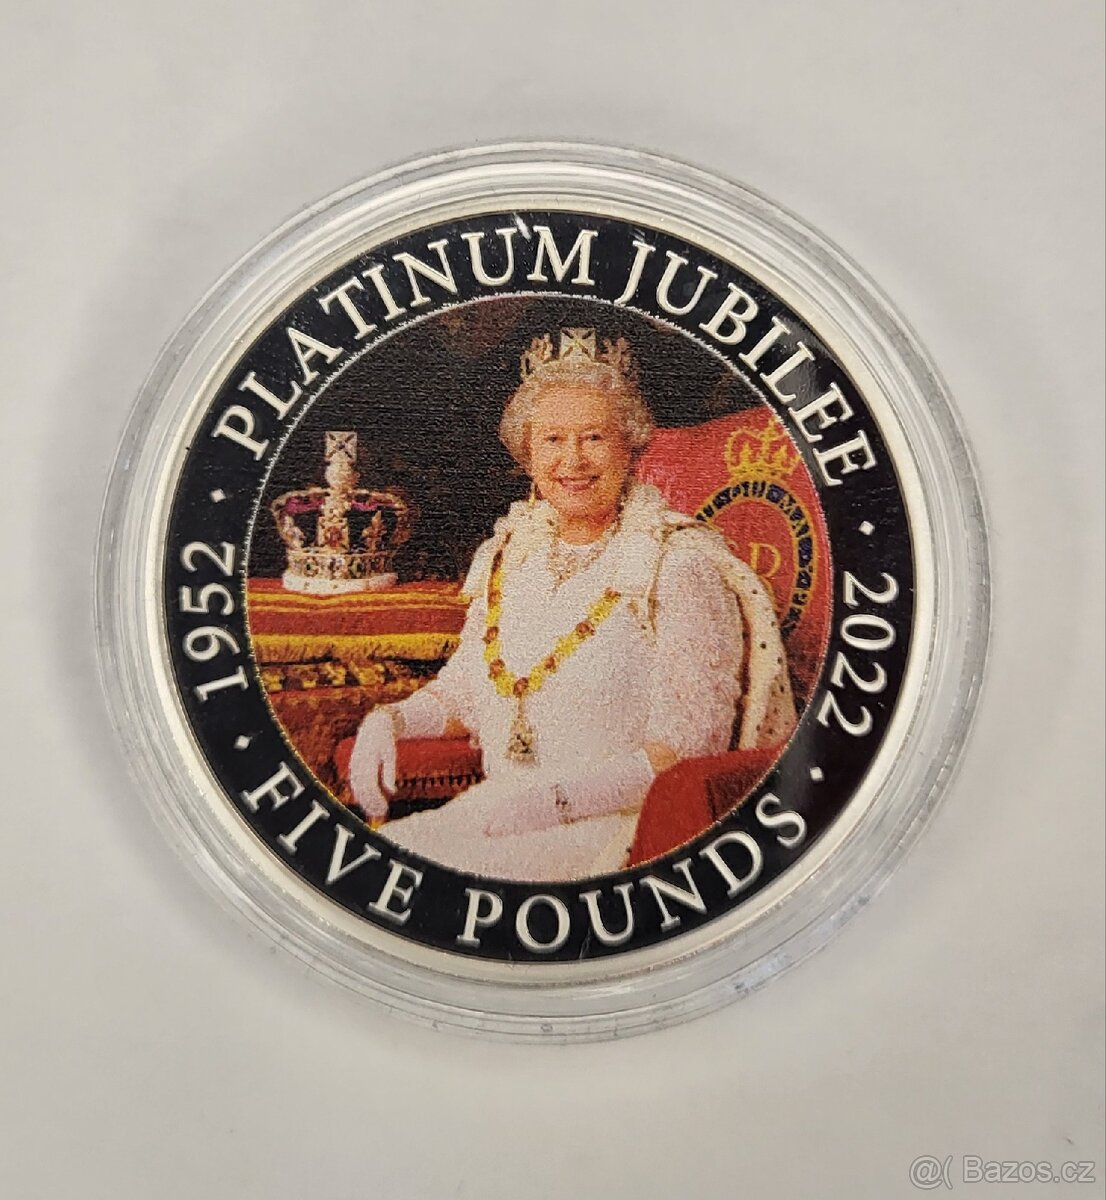 PLATINUM JUBILEE
2022
FIVE POUNDS
1952
@( Bazos.cz